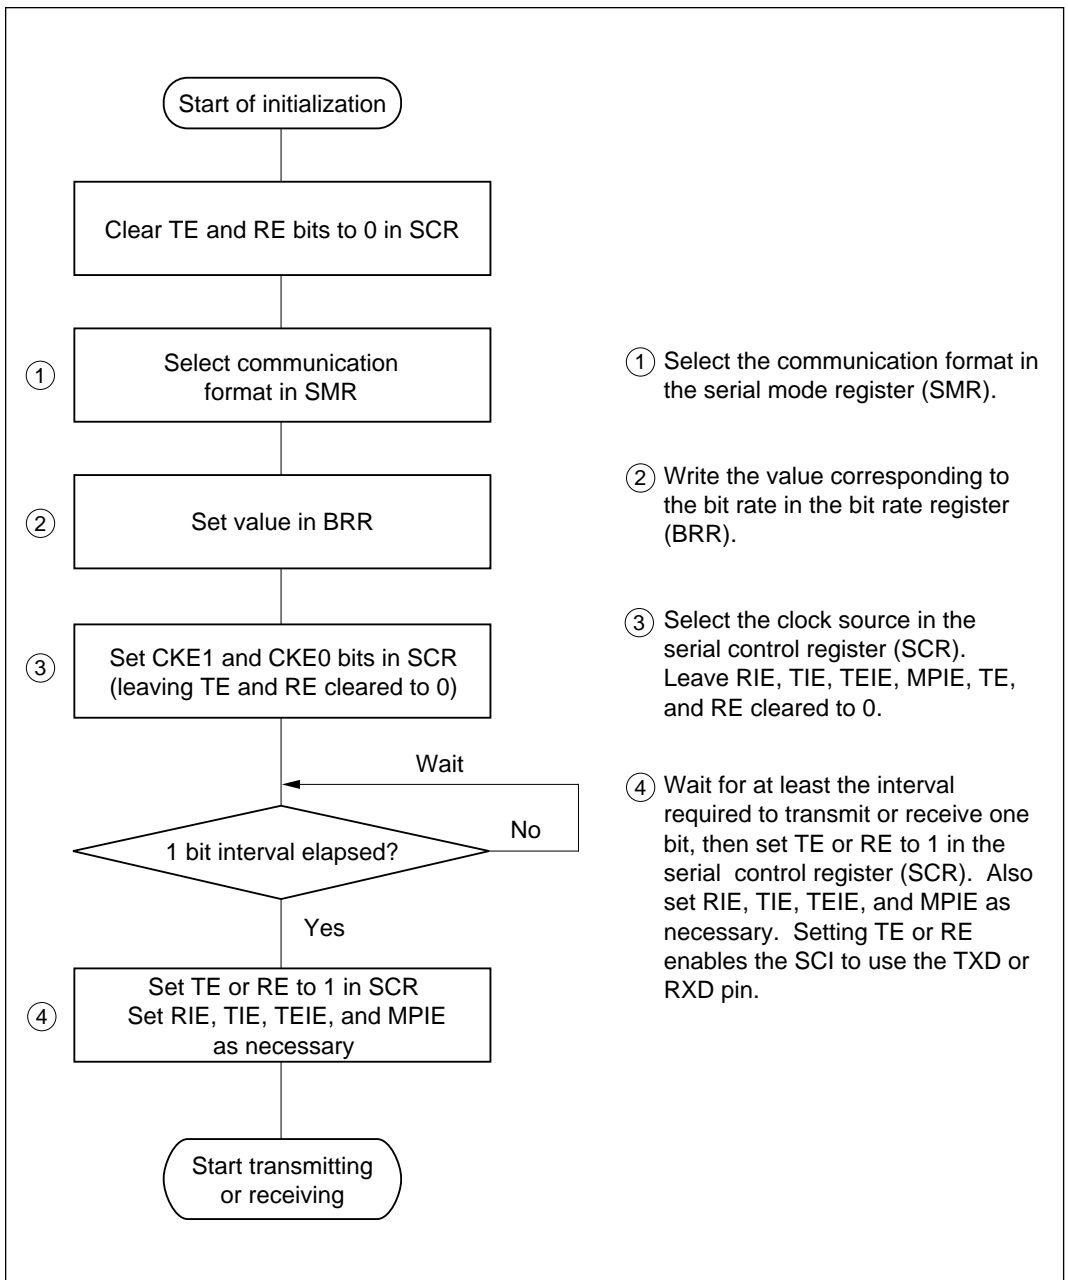 Start of initialization
Clear TE and RE bits to 0 in SCR
1
Select communication
format in SMR
2
Set value in BRR
3
Set CKE1 and CKE0 bits in SCR
(leaving TE and RE cleared to 0)
Wait
1 bit interval elapsed?
No
Yes
4
Set TE or RE to 1 in SCR
Set RIE, TIE, TEIE, and MPIE
as necessary
Start transmitting
or receiving
1 Select the communication format in
the serial mode register (SMR).
2 Write the value corresponding to
the bit rate in the bit rate register
(BRR).
3 Select the clock source in the
serial control register (SCR).
Leave RIE, TIE, TEIE, MPIE, TE,
and RE cleared to 0.
4 Wait for at least the interval
required to transmit or receive one
bit, then set TE or RE to 1 in the
serial control register (SCR). Also
set RIE, TIE, TEIE, and MPIE as
necessary. Setting TE or RE
enables the SCI to use the TXD or
RXD pin.